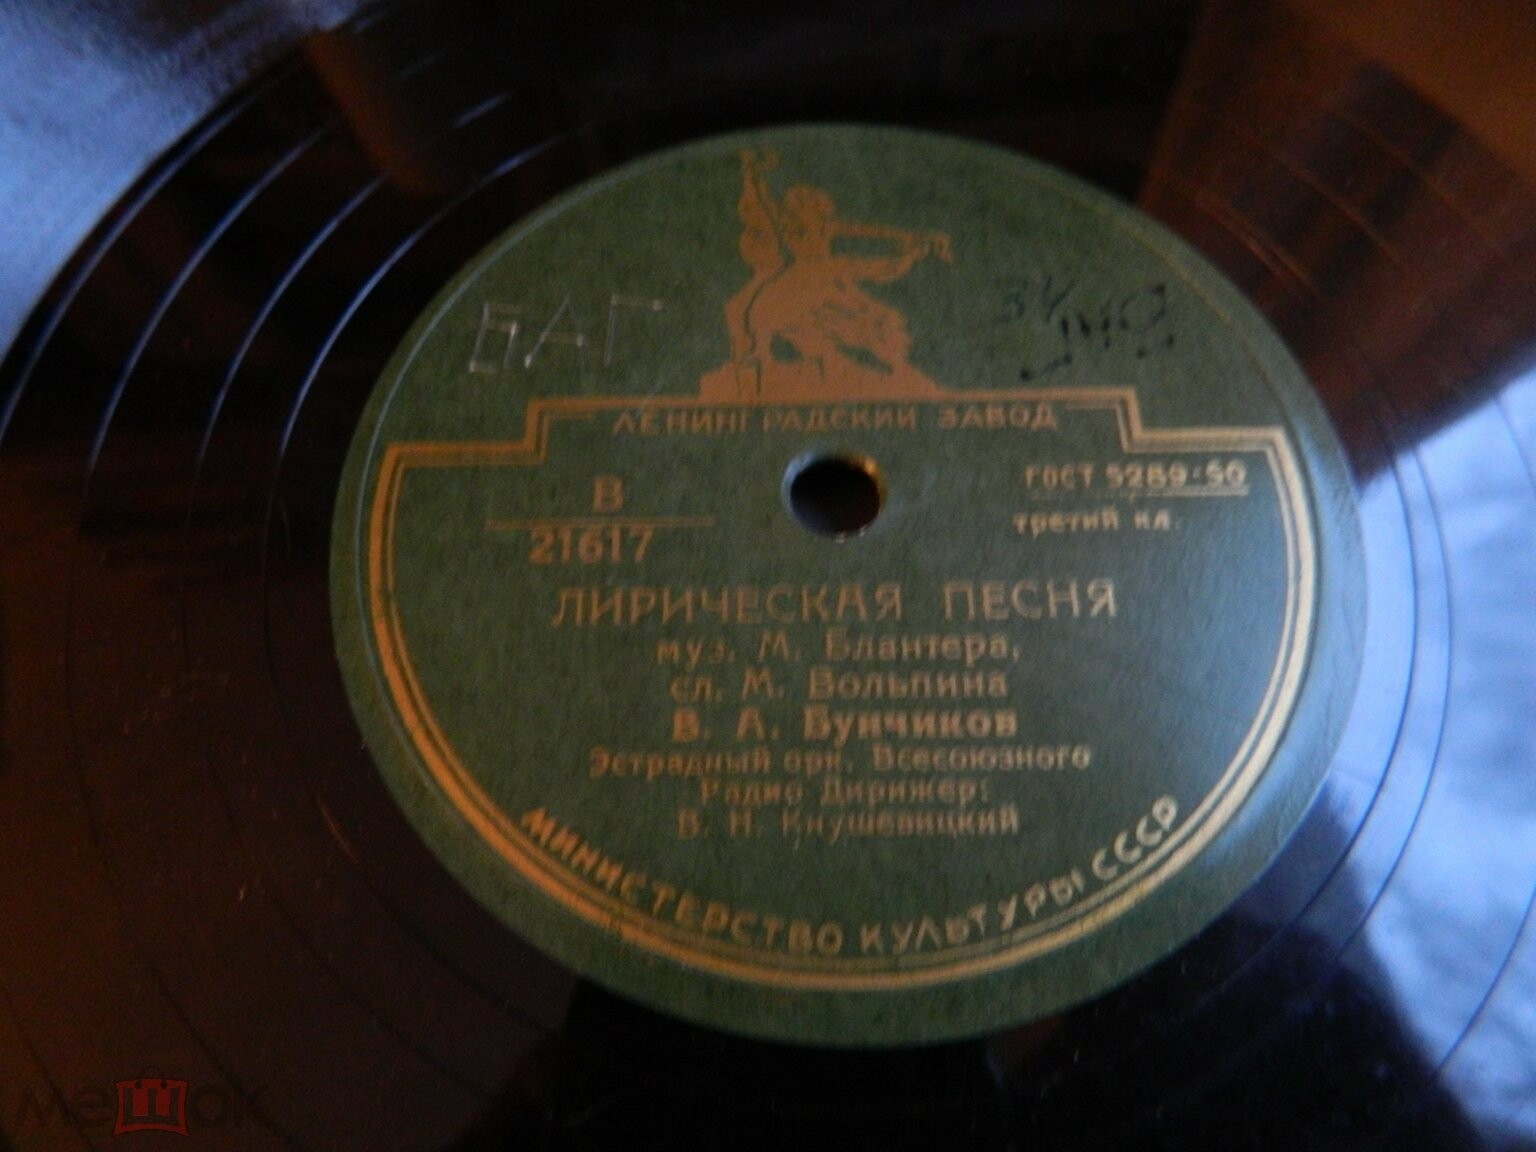 БАГ
ЛЕНИНГРАДСКИЙ ЗАВОД
В
21617
ГОСТ 5289-50
третий кл.
ЛИРИЧЕСКАЯ ПЕСНЯ
муз. М. Блантера,
сл. М. Вольпина
В. А. Бунчиков
Эстрадный орк. Всесоюзного
Радио Дирижер:
В. Н. Кнушевицкий
МИНИСТЕРСТВО КУЛЬТУРЫ СССР
мешок